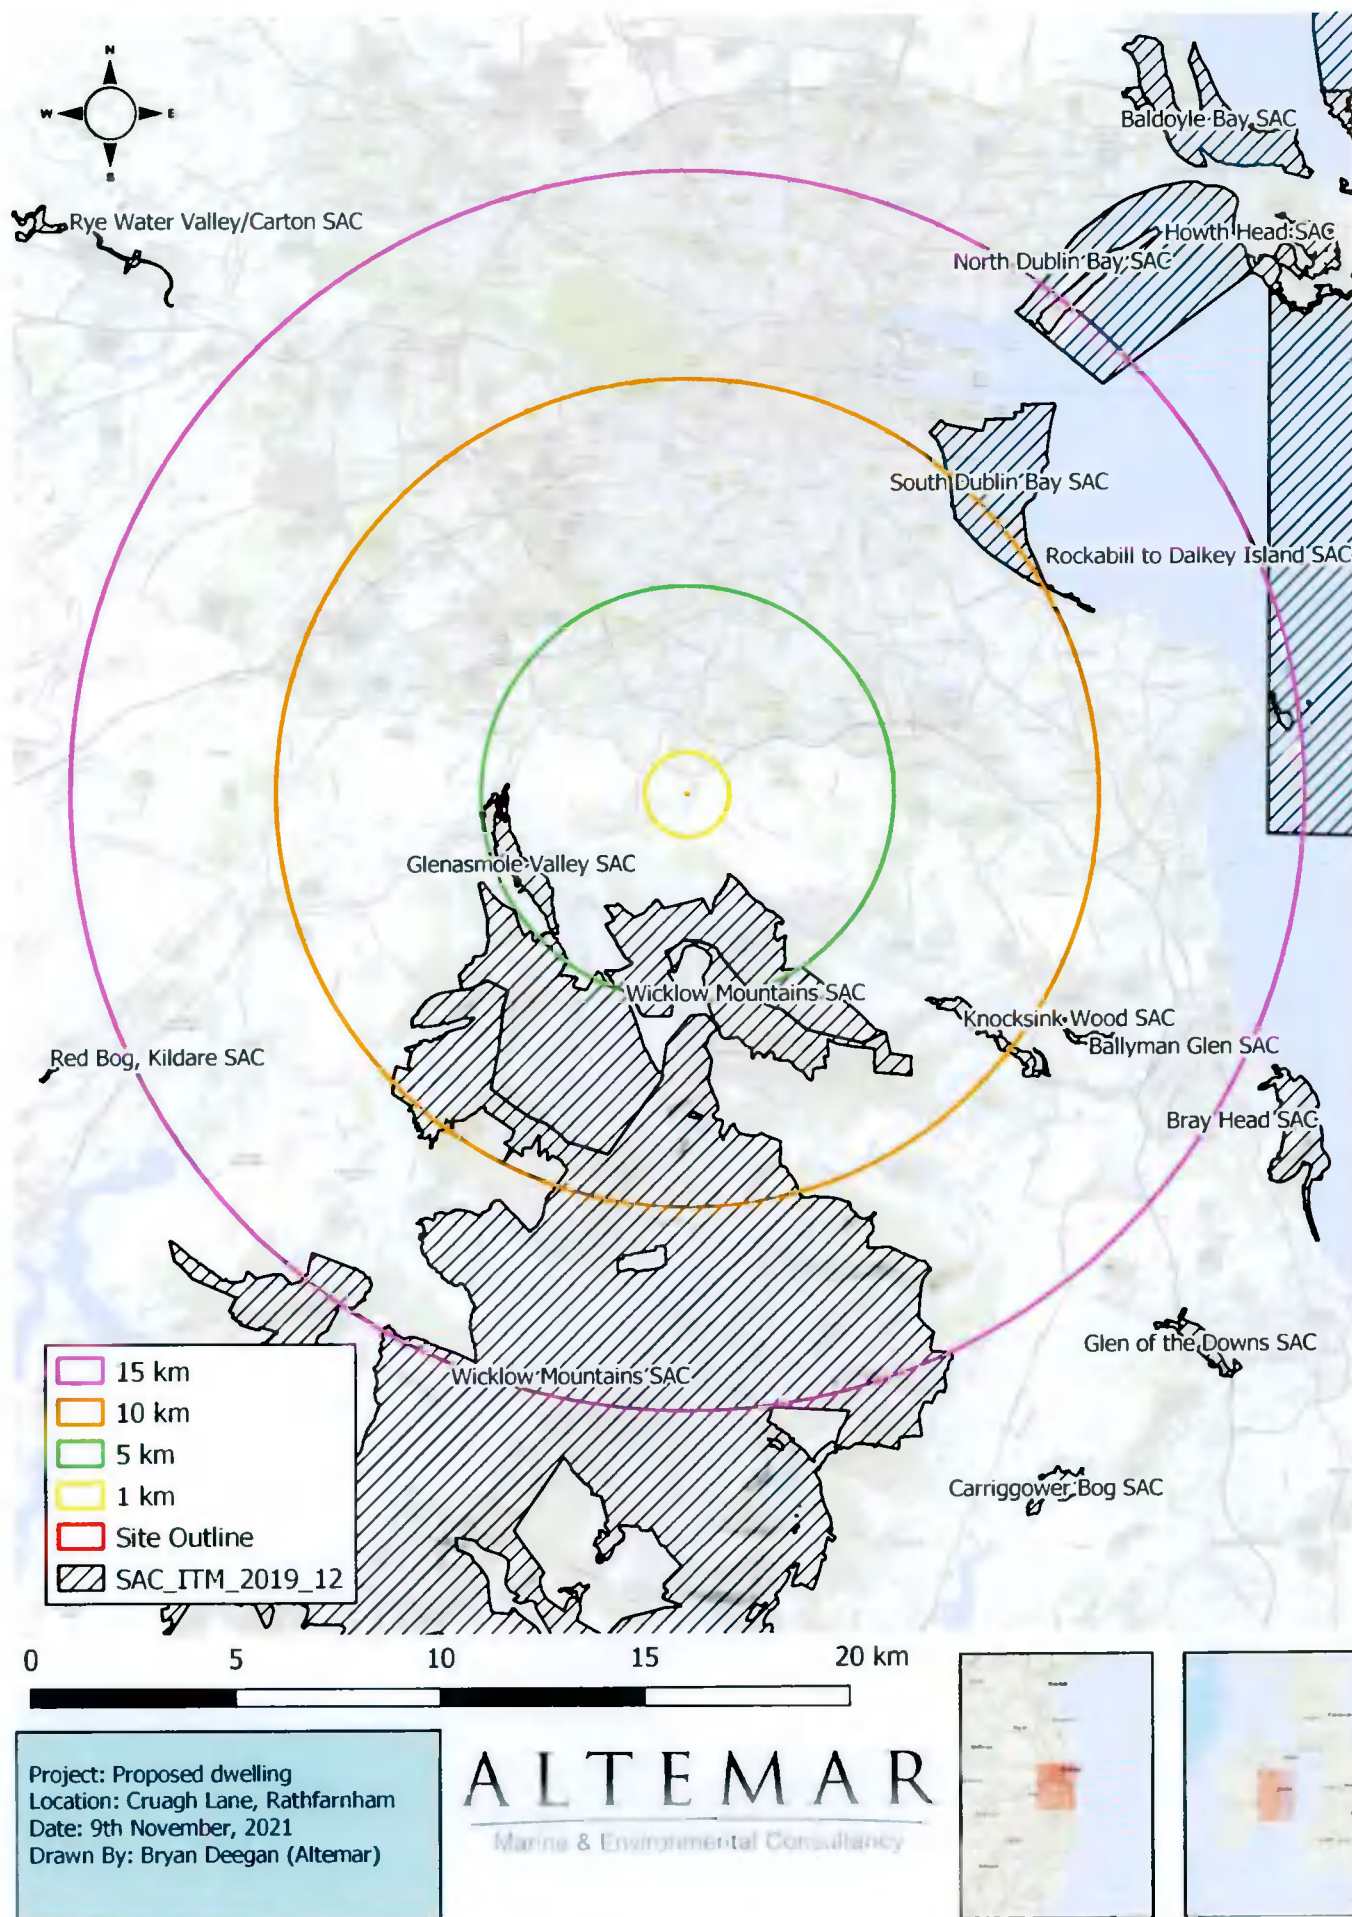 N
W
E
S
Baldoyle Bay SAC
Rye Water Valley/Carton SAC
Howth Head SAC
North Dublin Bay SAC
South Dublin Bay SAC
Rockabill to Dalkey Island SAC
Glenasmole Valley SAC
Wicklow Mountains SAC
Knocksink Wood SAC
Ballyman Glen SAC
Red Bog, Kildare SAC
Bray Head SAC
Glen of the Downs SAC
Wicklow Mountains SAC
Carriggower Bog SAC
15 km
10 km
5 km
1 km
Site Outline
SAC_ITM_2019_12
0 5 10 15 20 km
Project: Proposed dwelling
Location: Cruagh Lane, Rathfarnham
Date: 9th November, 2021
Drawn By: Bryan Deegan (Altemar)
ALTEMAR
Marine & Environmental Consultancy